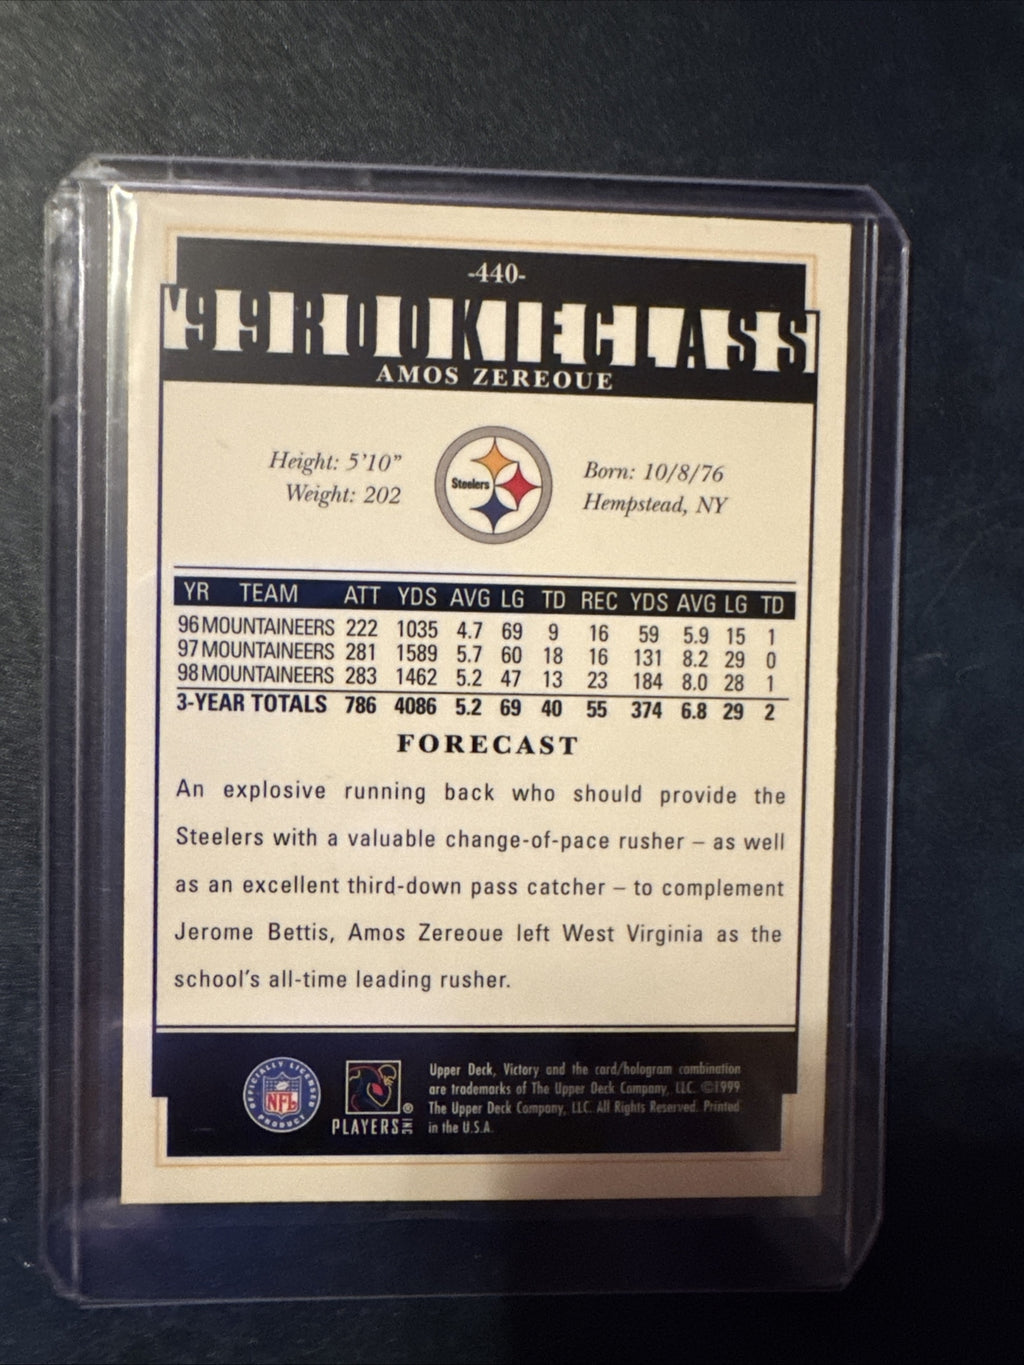 -440-
'99 ROOKIE CLASS
AMOS ZEREOUE
Height: 5'10"
Weight: 202
Steelers
Born: 10/8/76
Hempstead, NY
YR TEAM ATT YDS AVG LG TD REC YDS AVG LG TD
96 MOUNTAINEERS 222 1035 4.7 69 9 16 59 5.9 15 1
97 MOUNTAINEERS 281 1589 5.7 60 18 16 131 8.2 29 0
98 MOUNTAINEERS 283 1462 5.2 47 13 23 184 8.0 28 1
3-YEAR TOTALS 786 4086 5.2 69 40 55 374 6.8 29 2
FORECAST
An explosive running back who should provide the
Steelers with a valuable change-of-pace rusher – as well
as an excellent third-down pass catcher – to complement
Jerome Bettis, Amos Zereoue left West Virginia as the
school's all-time leading rusher.
OFFICIALLY LICENSED
NFL
PRODUCT
PLAYERS INC ®
Upper Deck, Victory and the card/hologram combination
are trademarks of The Upper Deck Company, LLC. ©1999
The Upper Deck Company, LLC. All Rights Reserved. Printed
in the U.S.A.